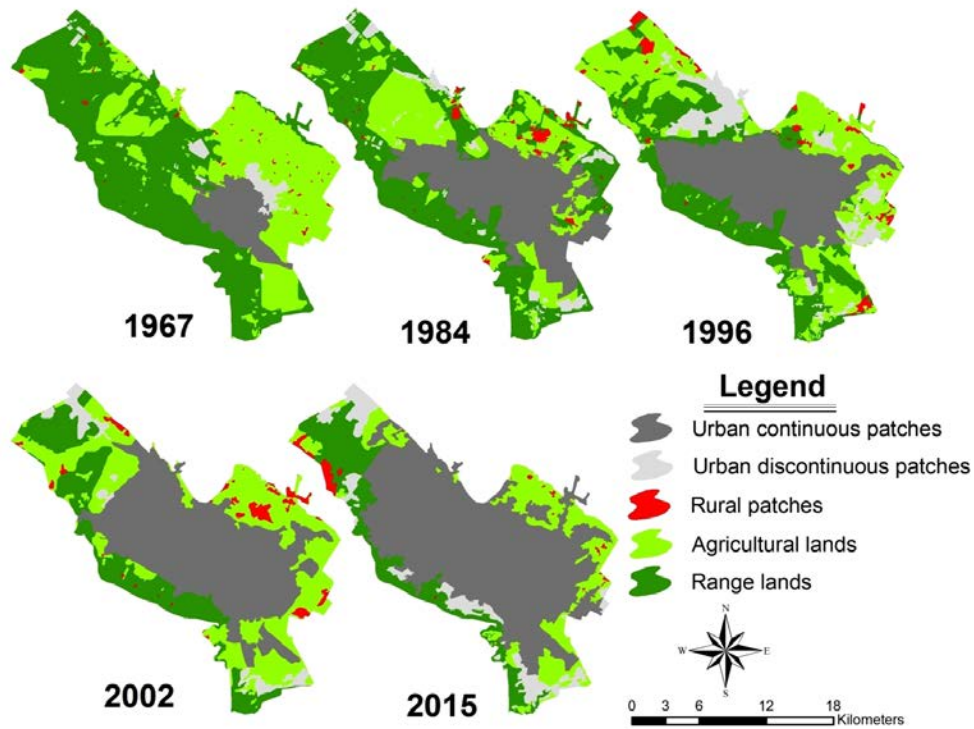 1967
1984
1996
2002
2015
Legend
Urban continuous patches
Urban discontinuous patches
Rural patches
Agricultural lands
Range lands
N
W E
S
0 3 6 12 18
Kilometers